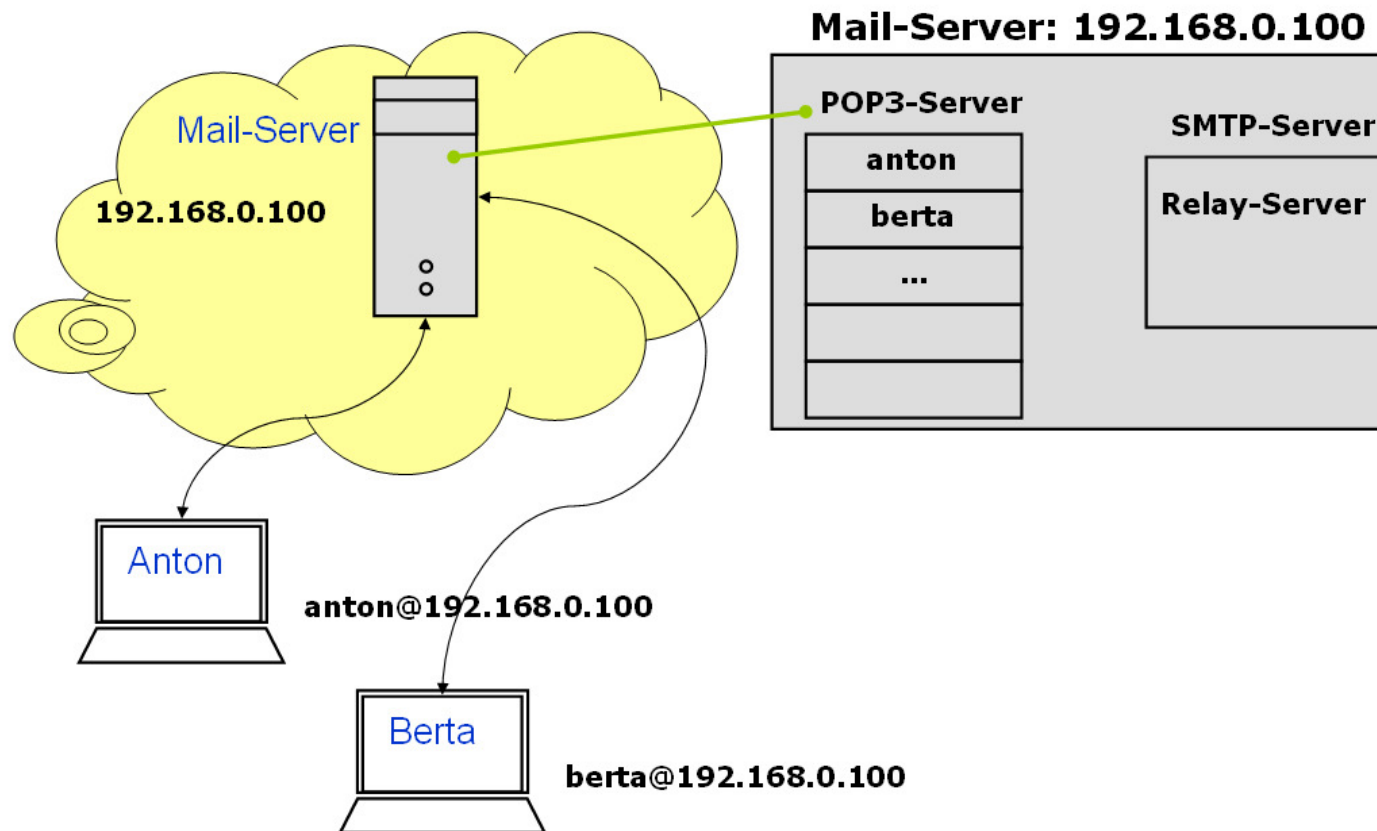 Mail-Server: 192.168.0.100
POP3-Server
SMTP-Server
Mail-Server
anton
192.168.0.100
berta
Relay-Server
...
Anton
anton@192.168.0.100
Berta
berta@192.168.0.100